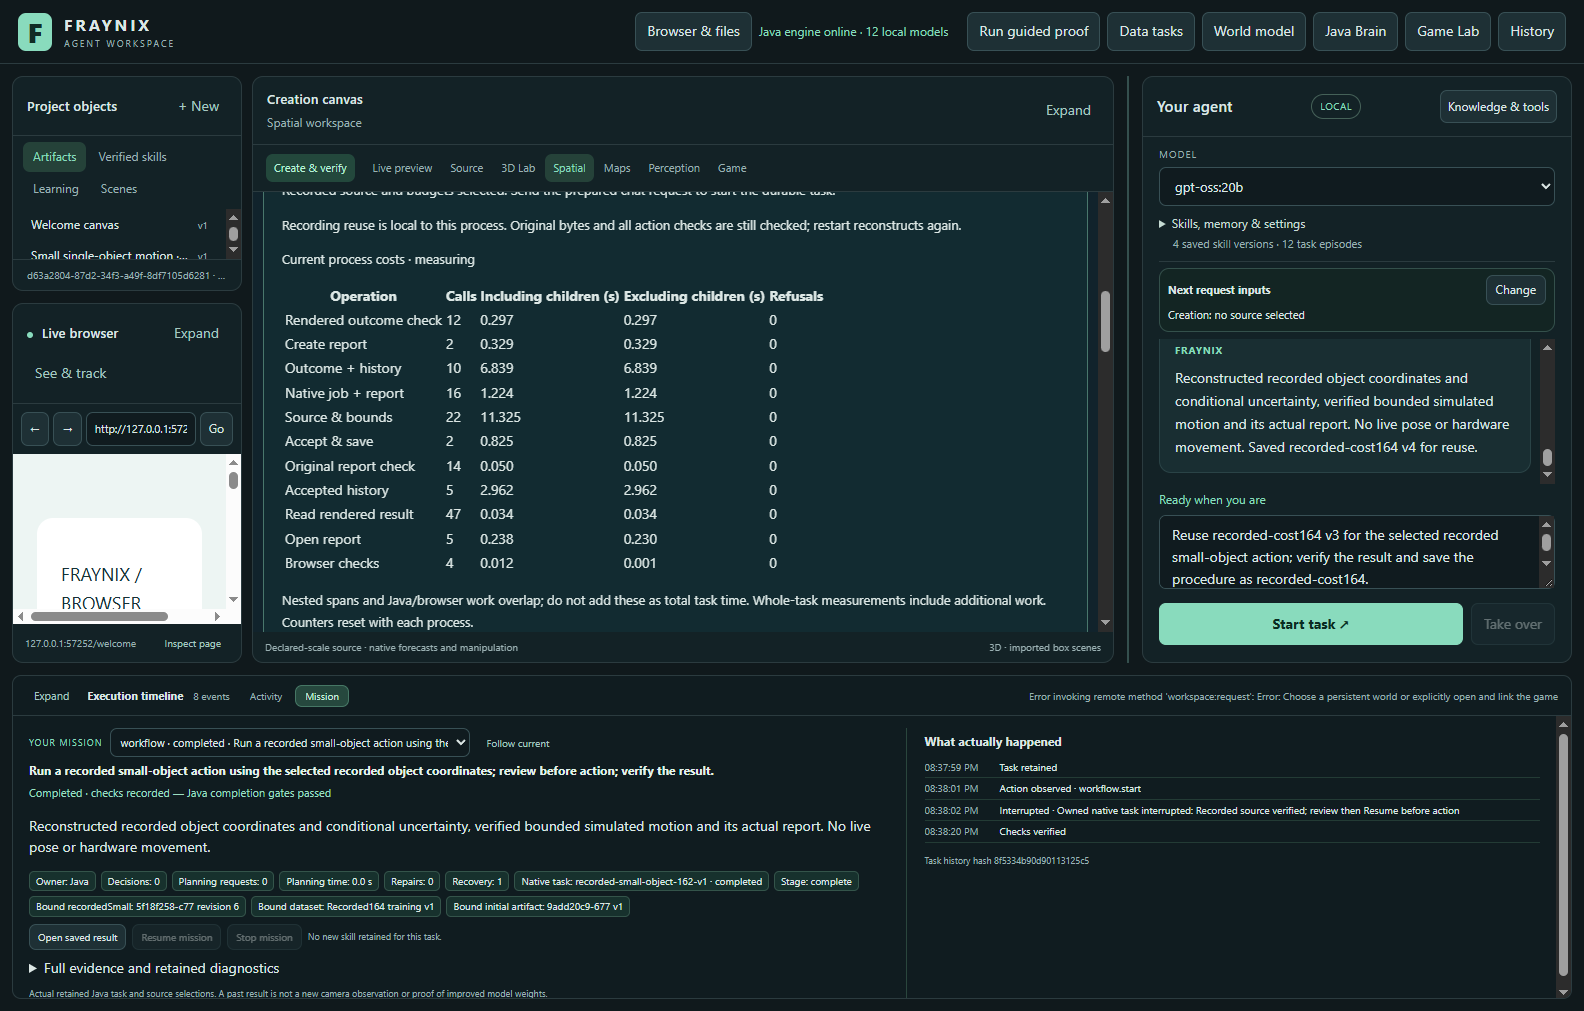 F
FRAYNIX
AGENT WORKSPACE
Browser & files
Java engine online · 12 local models
Run guided proof
Data tasks
World model
Java Brain
Game Lab
History
Project objects
+ New
Artifacts
Verified skills
Learning
Scenes
Welcome canvas
v1
Small single-object motion ·...
v1
d63a2804-87d2-34f3-a49f-8df7105d6281 · ...
Live browser
Expand
See & track
←
→
http://127.0.0.1:572
Go
FRAYNIX /
BROWSER
127.0.0.1:57252/welcome
Inspect page
Creation canvas
Spatial workspace
Expand
Create & verify
Live preview
Source
3D Lab
Spatial
Maps
Perception
Game
Recorded source and budgets selected. Send the prepared chat request to start the durable task.
Recording reuse is local to this process. Original bytes and all action checks are still checked; restart reconstructs again.
Current process costs · measuring
Operation Calls Including children (s) Excluding children (s) Refusals
Rendered outcome check 12 0.297 0.297 0
Create report 2 0.329 0.329 0
Outcome + history 10 6.839 6.839 0
Native job + report 16 1.224 1.224 0
Source & bounds 22 11.325 11.325 0
Accept & save 2 0.825 0.825 0
Original report check 14 0.050 0.050 0
Accepted history 5 2.962 2.962 0
Read rendered result 47 0.034 0.034 0
Open report 5 0.238 0.230 0
Browser checks 4 0.012 0.001 0
Nested spans and Java/browser work overlap; do not add these as total task time. Whole-task measurements include additional work.
Counters reset with each process.
Declared-scale source · native forecasts and manipulation
3D · imported box scenes
Your agent
LOCAL
Knowledge & tools
MODEL
gpt-oss:20b
Skills, memory & settings
4 saved skill versions · 12 task episodes
Next request inputs
Change
Creation: no source selected
FRAYNIX
Reconstructed recorded object coordinates and
conditional uncertainty, verified bounded simulated
motion and its actual report. No live pose or hardware
movement. Saved recorded-cost164 v4 for reuse.
Ready when you are
Reuse recorded-cost164 v3 for the selected recorded
small-object action; verify the result and save the
procedure as recorded-cost164.
Start task ↗
Take over
Expand
Execution timeline
8 events
Activity
Mission
Error invoking remote method 'workspace:request': Error: Choose a persistent world or explicitly open and link the game
YOUR MISSION
workflow · completed · Run a recorded small-object action using the
Follow current
Run a recorded small-object action using the selected recorded object coordinates; review before action; verify the result.
Completed · checks recorded — Java completion gates passed
Reconstructed recorded object coordinates and conditional uncertainty, verified bounded simulated motion and its actual report. No live
pose or hardware movement.
Owner: Java
Decisions: 0
Planning requests: 0
Planning time: 0.0 s
Repairs: 0
Recovery: 1
Native task: recorded-small-object-162-v1 · completed
Stage: complete
Bound recordedSmall: 5f18f258-c77 revision 6
Bound dataset: Recorded164 training v1
Bound initial artifact: 9add20c9-677 v1
Open saved result
Resume mission
Stop mission
No new skill retained for this task.
Full evidence and retained diagnostics
Actual retained Java task and source selections. A past result is not a new camera observation or proof of improved model weights.
What actually happened
08:37:59 PM Task retained
08:38:01 PM Action observed · workflow.start
08:38:02 PM Interrupted · Owned native task interrupted: Recorded source verified; review then Resume before action
08:38:20 PM Checks verified
Task history hash 8f5334b90d90113125c5